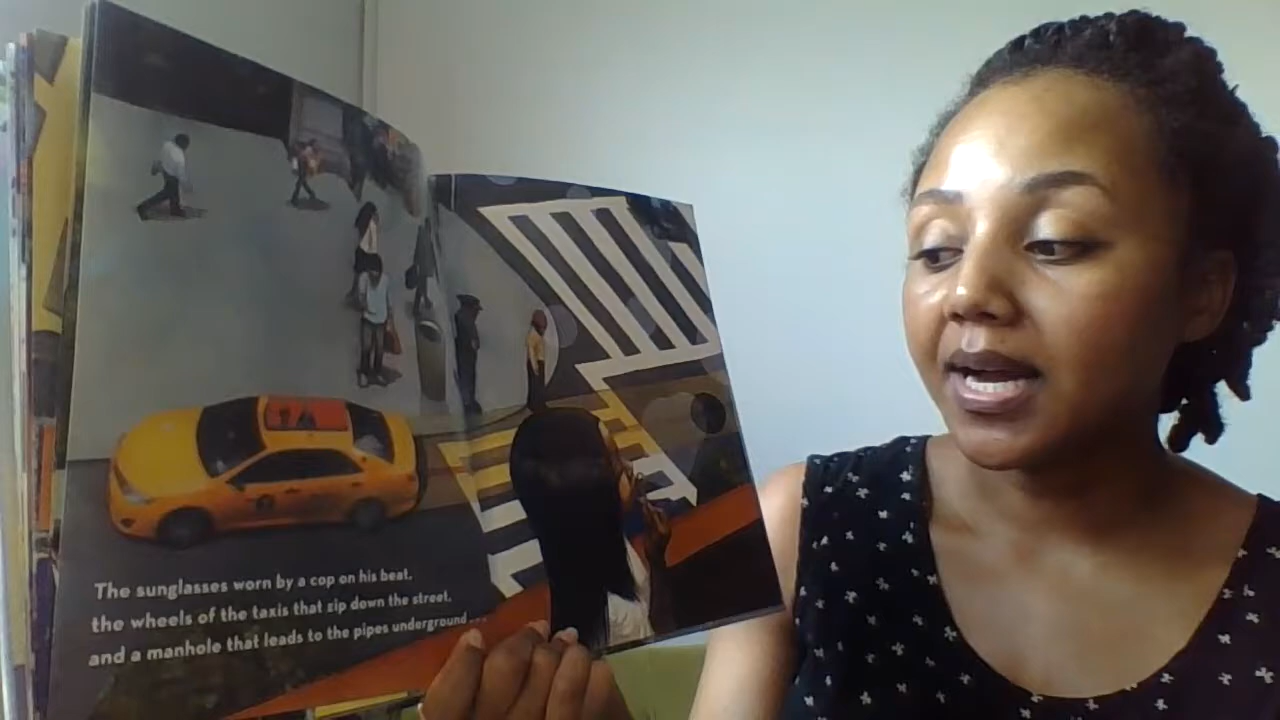 The sunglasses worn by a cop on his beat,
the wheels of the taxis that zip down the street,
and a manhole that leads to the pipes underground...